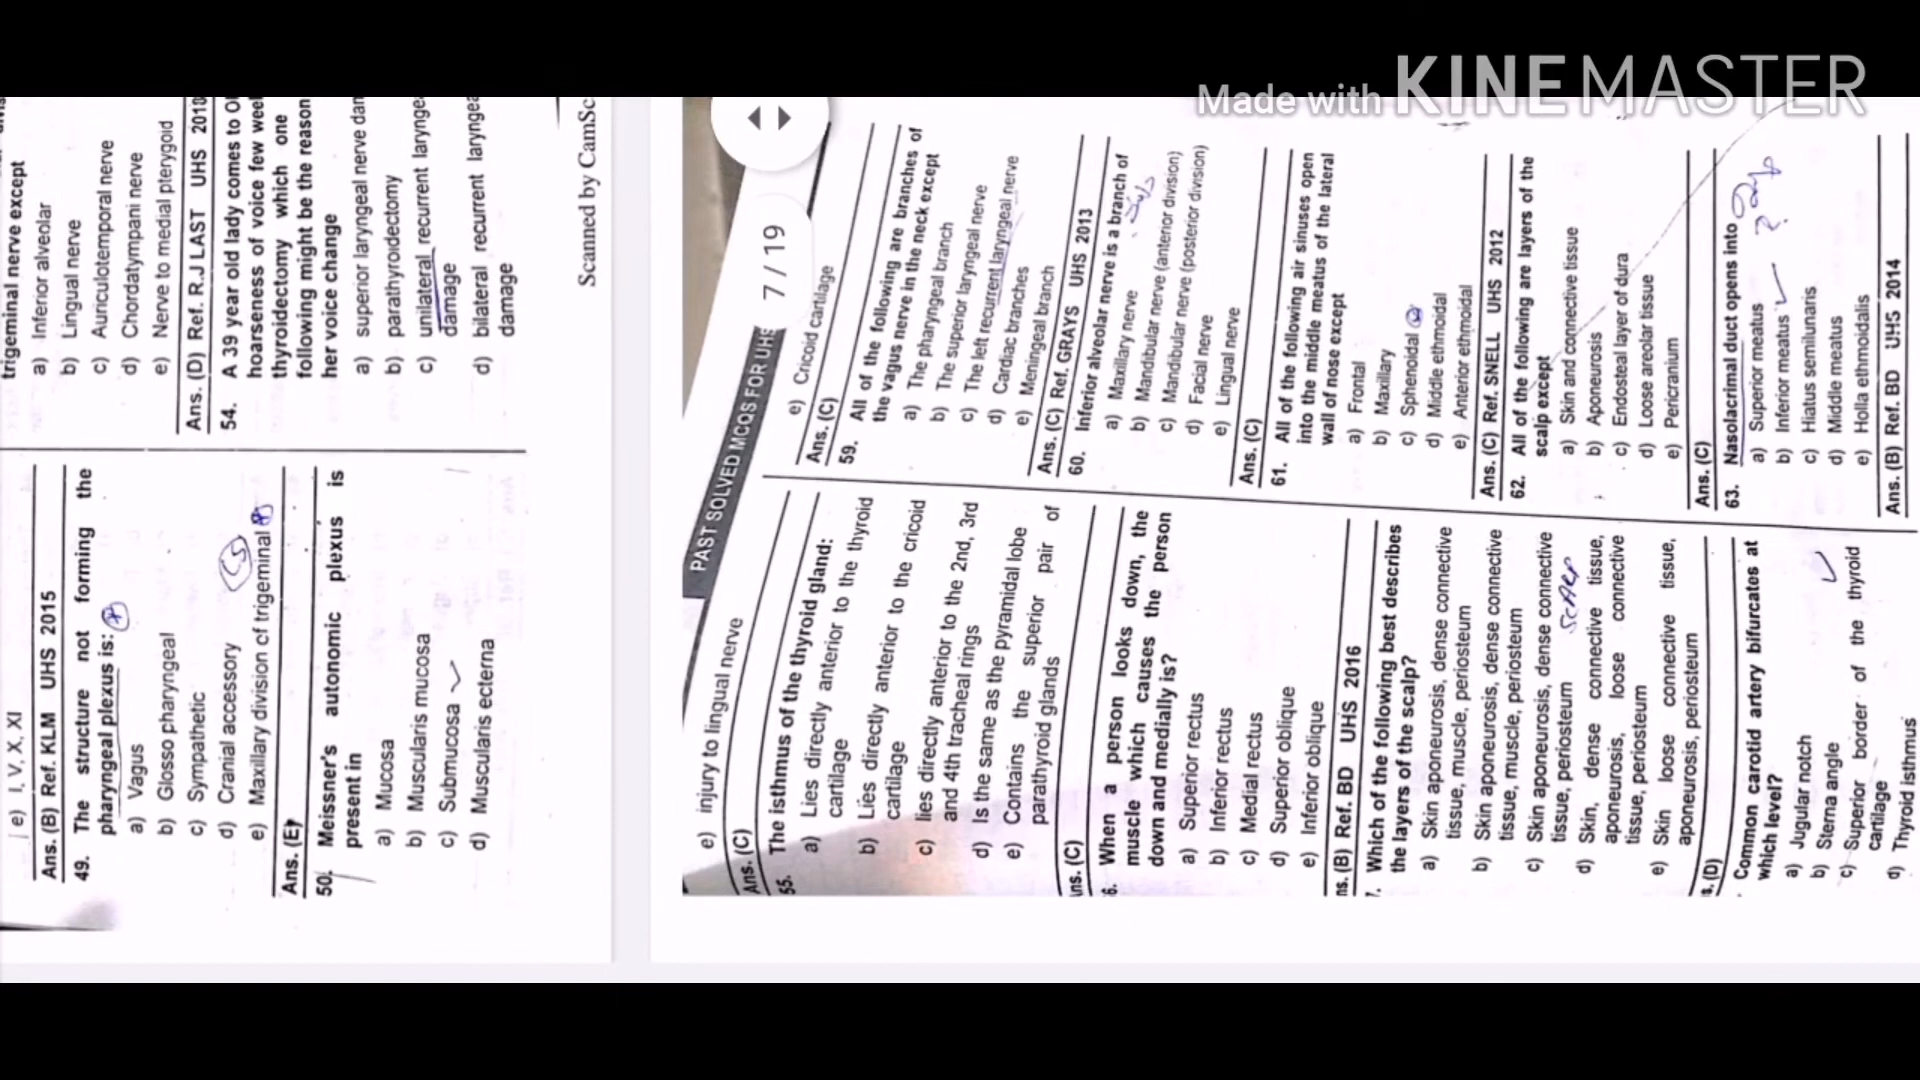 Made with KINEMASTER
e) I, V, X, XI
Ans. (B) Ref. KLM UHS 2015
49. The structure not forming the
pharyngeal plexus is:
a) Vagus
b) Glosso pharyngeal
c) Sympathetic
d) Cranial accessory
e) Maxillary division of trigeminal
Ans. (E)
50. Meissner's autonomic plexus is
present in
a) Mucosa
b) Muscularis mucosa
c) Submucosa
d) Muscularis ecterna
trigeminal nerve except
a) Inferior alveolar
b) Lingual nerve
c) Auriculotemporal nerve
d) Chordatympani nerve
e) Nerve to medial pterygoid
Ans. (D) Ref. R.J LAST UHS 2010
54. A 39 year old lady comes to
hoarseness of voice few
thyroidectomy which one
following might be the reason
her voice change
a) superior laryngeal nerve
b) parathyroidectomy
c) unilateral recurrent
damage
d) bilateral recurrent
damage
Scanned by
PAST SOLVED MCQS FOR
7 / 19
e) injury to lingual nerve
Ans. (C)
55. The isthmus of the thyroid gland:
a) Lies directly anterior to the thyroid
cartilage
b) Lies directly anterior to the cricoid
cartilage
c) lies directly anterior to the 2nd, 3rd
and 4th tracheal rings
d) Is the same as the pyramidal lobe
e) Contains the superior pair of
parathyroid glands
ns. (C)
6. When a person looks down, the
muscle which causes the person
down and medially is?
a) Superior rectus
b) Inferior rectus
c) Medial rectus
d) Superior oblique
e) Inferior oblique
ns. (B) Ref. BD UHS 2016
7. Which of the following best describes
the layers of the scalp?
a) Skin aponeurosis, dense connective
tissue, muscle, periosteum
b) Skin aponeurosis, dense connective
tissue, muscle, periosteum
c) Skin aponeurosis, dense connective
tissue, periosteum SCALP
d) Skin, dense connective tissue,
aponeurosis, loose connective
tissue, periosteum
e) Skin loose connective tissue,
aponeurosis, periosteum
s. (D)
Common carotid artery bifurcates at
which level?
a) Jugular notch
b) Sterna angle
c) Superior border of the thyroid
cartilage
d) Thyroid isthmus
e) Cricoid cartilage
Ans. (C)
59. All of the following are branches of
the vagus nerve in the neck except
a) The pharyngeal branch
b) The superior laryngeal nerve
c) The left recurrent laryngeal nerve
d) Cardiac branches
e) Meningeal branch
Ans. (C) Ref. GRAYS UHS 2013
60. Inferior alveolar nerve is a branch of
a) Maxillary nerve
b) Mandibular nerve
c) Mandibular nerve (anterior division)
d) Mandibular nerve (posterior division)
d) Facial nerve
e) Lingual nerve
Ans. (C)
61. All of the following air sinuses open
into the middle meatus of the lateral
wall of nose except
a) Frontal
b) Maxillary
c) Sphenoidal
d) Middle ethmoidal
e) Anterior ethmoidal
Ans. (C) Ref. SNELL UHS 2012
62. All of the following are layers of the
scalp except
a) Skin and connective tissue
b) Aponeurosis
c) Endosteal layer of dura
d) Loose areolar tissue
e) Pericranium
Ans. (C)
63. Nasolacrimal duct opens into
a) Superior meatus
b) Inferior meatus
c) Hiatus semilunaris
d) Middle meatus
e) Holla ethmoidalis
Ans. (B) Ref. BD UHS 2014